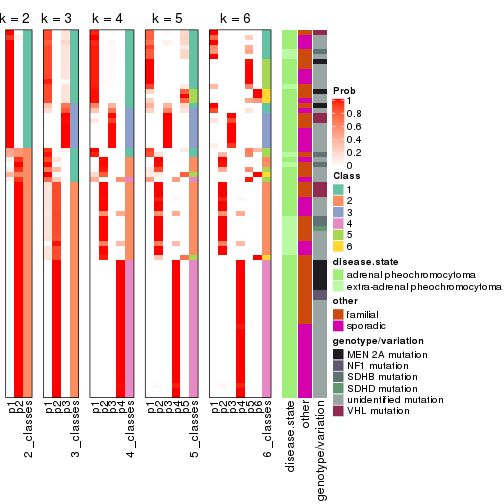 k = 2
k = 3
k = 4
k = 5
k = 6
p1
p2
2_classes
p1
p2
p3
3_classes
p1
p2
p3
p4
4_classes
p1
p2
p3
p4
p5
5_classes
p1
p2
p3
p4
p5
p6
6_classes
disease.state
other
genotype/variation
Prob
1
0.8
0.6
0.4
0.2
0
Class
1
2
3
4
5
6
disease.state
adrenal pheochromocytoma
extra-adrenal pheochromocytoma
other
familial
sporadic
genotype/variation
MEN 2A mutation
NF1 mutation
SDHB mutation
SDHD mutation
unidentified mutation
VHL mutation